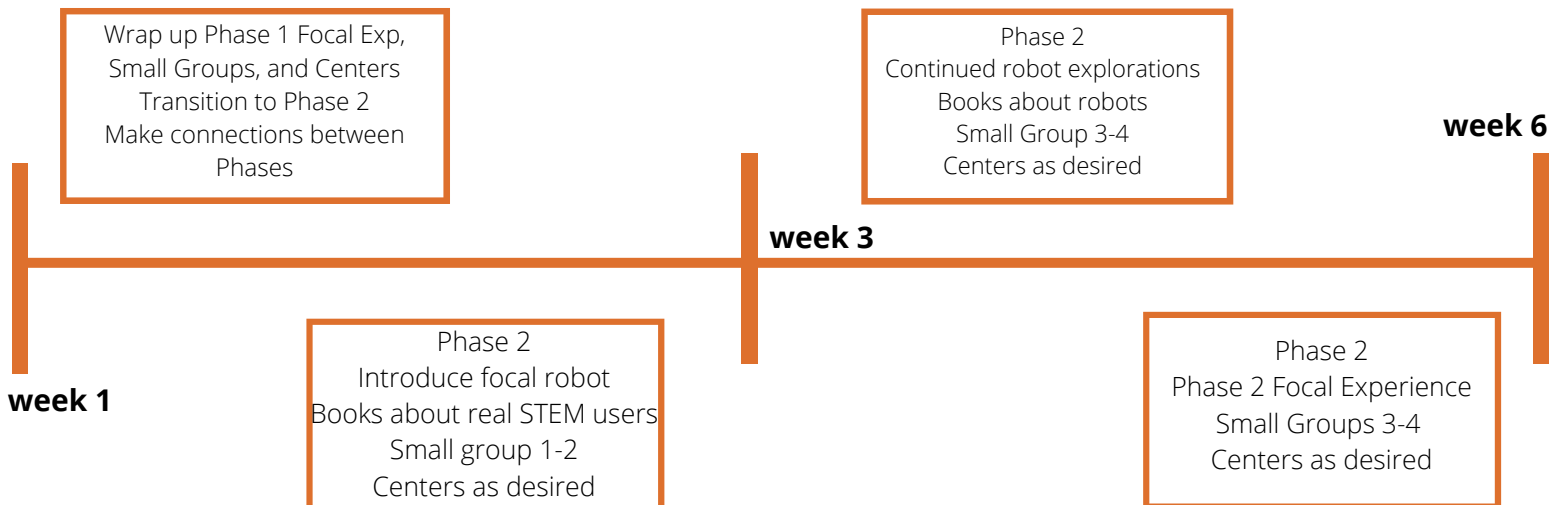 Wrap up Phase 1 Focal Exp,
Small Groups, and Centers
Transition to Phase 2
Make connections between
Phases
Phase 2
Continued robot explorations
Books about robots
Small Group 3-4
Centers as desired
week 6
week 3
week 1
Phase 2
Introduce focal robot
Books about real STEM users
Small group 1-2
Centers as desired
Phase 2
Phase 2 Focal Experience
Small Groups 3-4
Centers as desired